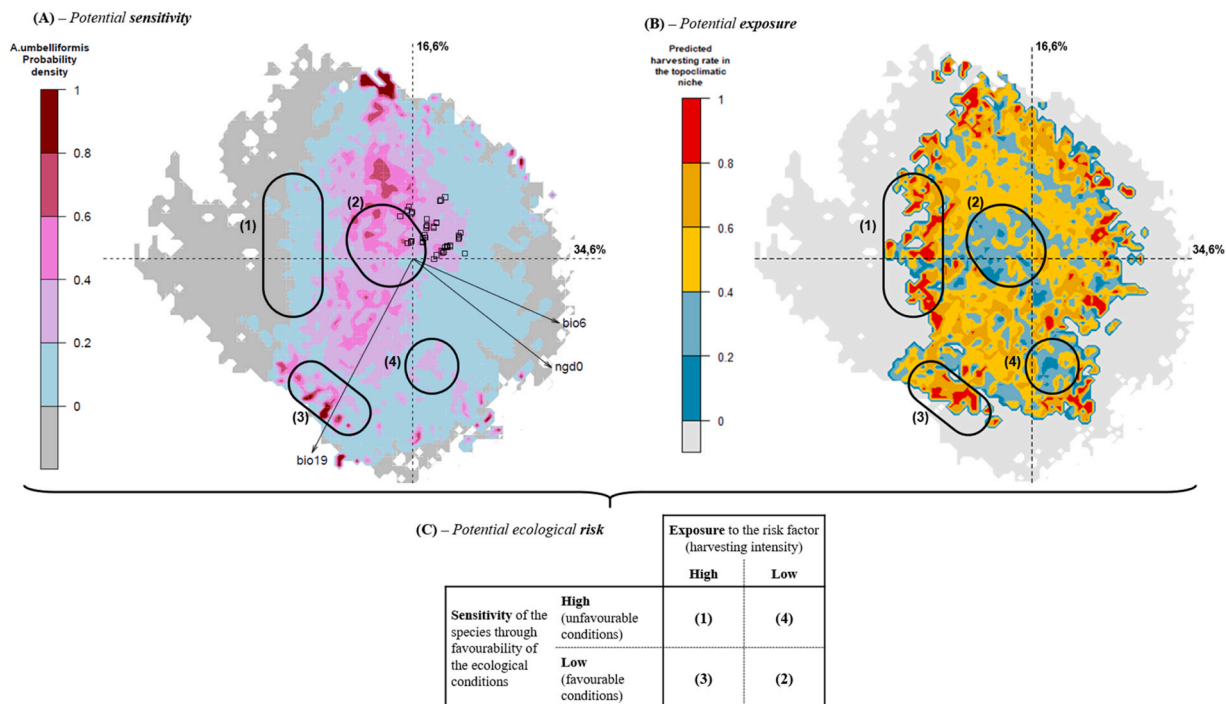 (A) – Potential sensitivity
A.umbelliformis
Probability
density
1
0.8
0.6
0.4
0.2
0
16,6%
34,6%
(1)
(2)
(3)
(4)
bio6
ngd0
bio19
(B) – Potential exposure
Predicted
harvesting rate in
the topoclimatic
niche
1
0.8
0.6
0.4
0.2
0
16,6%
34,6%
(1)
(2)
(3)
(4)
(C) – Potential ecological risk
Exposure to the risk factor
(harvesting intensity)
High
Low
Sensitivity of the
species through
favourability of
the ecological
conditions
High
(unfavourable
conditions)
(1)
(4)
Low
(favourable
conditions)
(3)
(2)